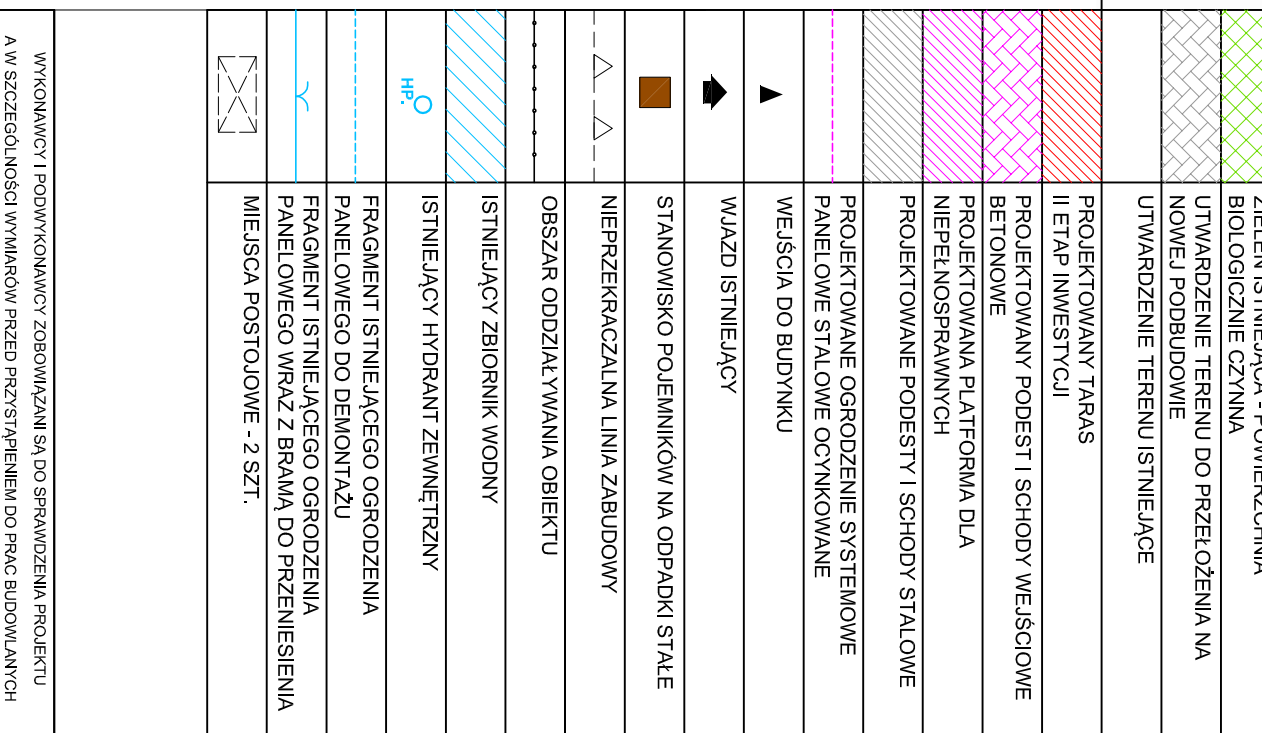 ZIELEŃ ISTNIEJĄCA - POWIERZCHNIA
BIOLOGICZNIE CZYNNA
UTWARDZENIE TERENU DO PRZEŁOŻENIA NA
NOWEJ PODBUDOWIE
UTWARDZENIE TERENU ISTNIEJĄCE
PROJEKTOWANY TARAS
II ETAP INWESTYCJI
PROJEKTOWANY PODEST I SCHODY WEJŚCIOWE
BETONOWE
PROJEKTOWANA PLATFORMA DLA
NIEPEŁNOSPRAWNYCH
PROJEKTOWANE PODESTY I SCHODY STALOWE
PROJEKTOWANE OGRODZENIE SYSTEMOWE
PANELOWE STALOWE OCYNKOWANE
WEJŚCIA DO BUDYNKU
WJAZD ISTNIEJĄCY
STANOWISKO POJEMNIKÓW NA ODPADKI STAŁE
NIEPRZEKRACZALNA LINIA ZABUDOWY
OBSZAR ODDZIAŁYWANIA OBIEKTU
ISTNIEJĄCY ZBIORNIK WODNY
HP.
ISTNIEJĄCY HYDRANT ZEWNĘTRZNY
FRAGMENT ISTNIEJĄCEGO OGRODZENIA
PANELOWEGO DO DEMONTAŻU
FRAGMENT ISTNIEJĄCEGO OGRODZENIA
PANELOWEGO WRAZ Z BRAMĄ DO PRZENIESIENIA
MIEJSCA POSTOJOWE - 2 SZT.
WYKONAWCY I PODWYKONAWCY ZOBOWIĄZANI SĄ DO SPRAWDZENIA PROJEKTU
A W SZCZEGÓLNOŚCI WYMIARÓW PRZED PRZYSTĄPIENIEM DO PRAC BUDOWLANYCH